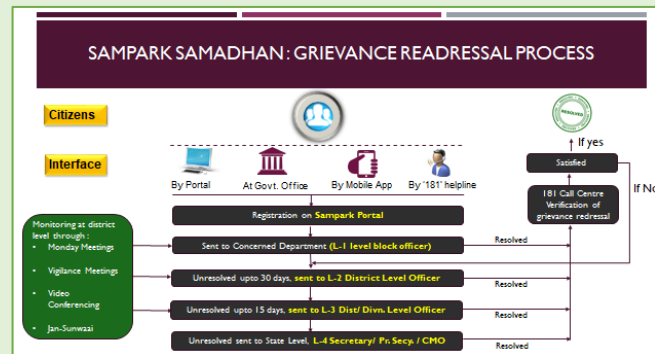 SAMPARK SAMADHAN : GRIEVANCE READRESSAL PROCESS
Citizens
RESOLVED
If yes
Interface
Satisfied
By Portal
At Govt. Office
By Mobile App
By '181' helpline
181 Call Centre
Verification of
grievance redressal
If No
Registration on Sampark Portal
Monitoring at district
level through :
• Monday Meetings
• Vigilance Meetings
• Video
Conferencing
• Jan-Sunwaai
Sent to Concerned Department (L-1 level block officer)
Resolved
Unresolved upto 30 days, sent to L-2 District Level Officer
Resolved
Unresolved upto 15 days, sent to L-3 Dist/ Divn. Level Officer
Resolved
Unresolved sent to State Level, L-4 Secretary/ Pr. Secy. / CMO
Resolved